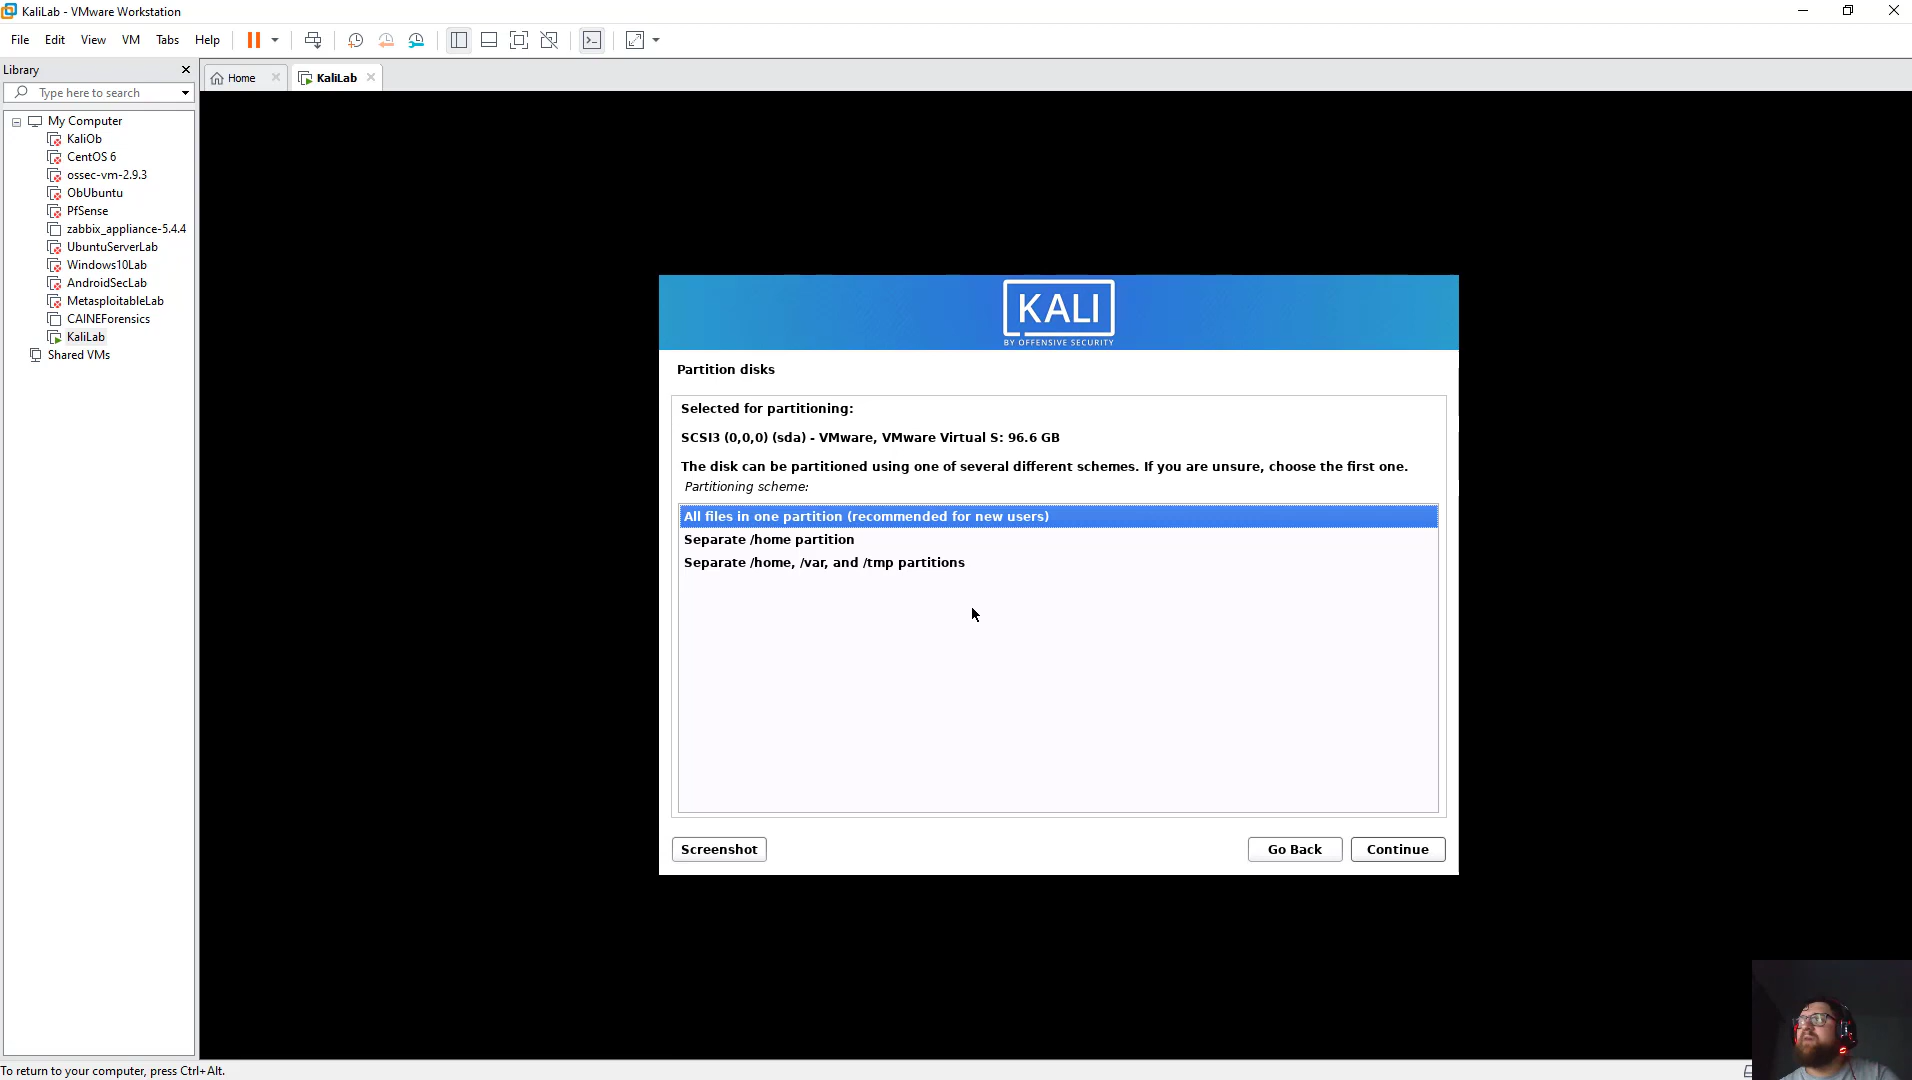 KaliLab - VMware Workstation
File Edit View VM Tabs Help
Library
Type here to search
My Computer
KaliOb
CentOS 6
ossec-vm-2.9.3
ObUbuntu
PfSense
zabbix_appliance-5.4.4
UbuntuServerLab
Windows10Lab
AndroidSecLab
MetasploitableLab
CAINEForensics
KaliLab
Shared VMs
Home KaliLab
KALI
BY OFFENSIVE SECURITY
Partition disks
Selected for partitioning:
SCSI3 (0,0,0) (sda) - VMware, VMware Virtual S: 96.6 GB
The disk can be partitioned using one of several different schemes. If you are unsure, choose the first one.
Partitioning scheme:
All files in one partition (recommended for new users)
Separate /home partition
Separate /home, /var, and /tmp partitions
Screenshot Go Back Continue
To return to your computer, press Ctrl+Alt.